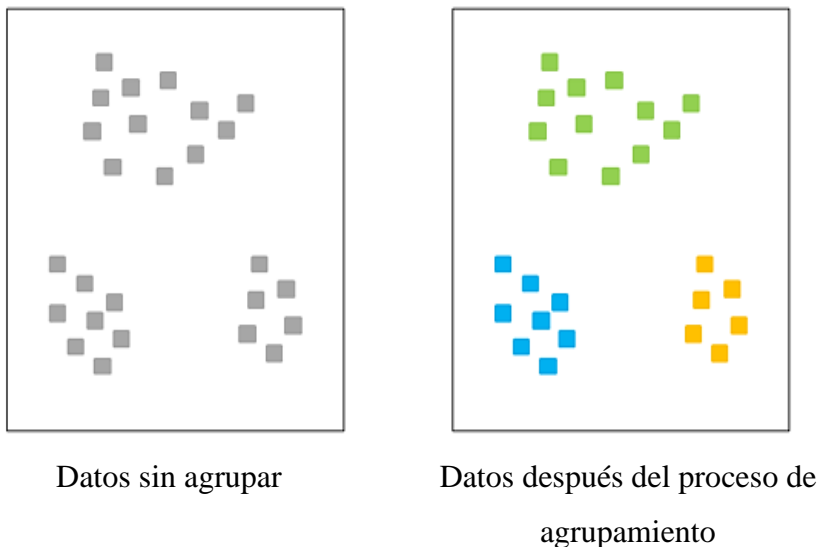 Datos sin agrupar
Datos después del proceso de
agrupamiento